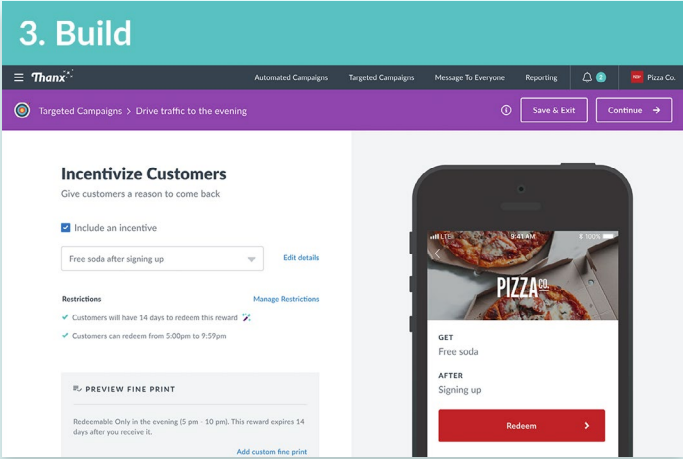 3. Build
Thanx
Automated Campaigns
Targeted Campaigns
Message To Everyone
Reporting
2
Pizza Co.
Targeted Campaigns > Drive traffic to the evening
Save & Exit
Continue →
Incentivize Customers
Give customers a reason to come back
Include an incentive
Free soda after signing up
Edit details
Restrictions
Manage Restrictions
Customers will have 14 days to redeem this reward
Customers can redeem from 5:00pm to 9:59pm
PREVIEW FINE PRINT
Redeemable Only in the evening (5 pm - 10 pm). This reward expires 14
days after you receive it.
Add custom fine print
LTE
9:41 AM
100%
PIZZA CO.
GET
Free soda
AFTER
Signing up
Redeem